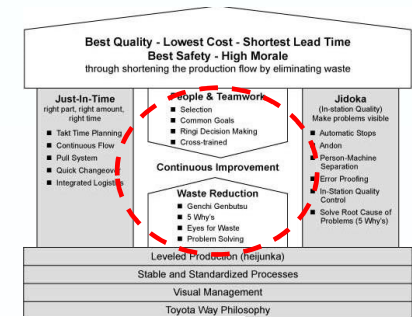 Best Quality - Lowest Cost - Shortest Lead Time
Best Safety - High Morale
through shortening the production flow by eliminating waste
Just-In-Time
right part, right amount,
right time
■ Takt Time Planning
■ Continuous Flow
■ Pull System
■ Quick Changeover
■ Integrated Logistics
People & Teamwork
■ Selection
■ Common Goals
■ Ringi Decision Making
■ Cross-trained
Continuous Improvement
Waste Reduction
■ Genchi Genbutsu
■ 5 Why's
■ Eyes for Waste
■ Problem Solving
Jidoka
(In-station Quality)
Make problems visible
■ Automatic Stops
■ Andon
■ Person-Machine
Separation
■ Error Proofing
■ In-Station Quality
Control
■ Solve Root Cause of
Problems (5 Why's)
Leveled Production (heijunka)
Stable and Standardized Processes
Visual Management
Toyota Way Philosophy